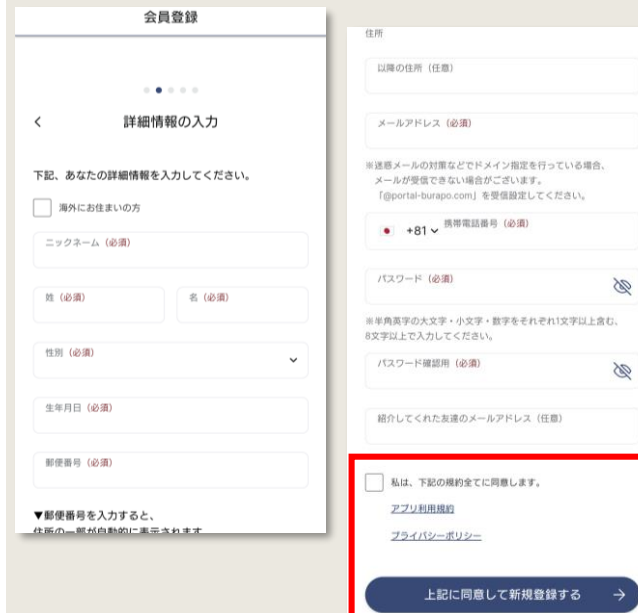 会員登録
詳細情報の入力
下記、あなたの詳細情報を入力してください。
海外にお住まいの方
ニックネーム（必須）
姓（必須）
名（必須）
性別（必須）
生年月日（必須）
郵便番号（必須）
▼郵便番号を入力すると、
住所の一部が自動的に表示されます
住所
以降の住所（任意）
メールアドレス（必須）
※迷惑メールの対策などでドメイン指定を行っている場合、
メールが受信できない場合がございます。
「@portal-burapo.com」を受信設定してください。
+81
携帯電話番号（必須）
パスワード（必須）
※半角英字の大文字・小文字・数字をそれぞれ1文字以上含む、
8文字以上で入力してください。
パスワード確認用（必須）
紹介してくれた友達のメールアドレス（任意）
私は、下記の規約全てに同意します。
アプリ利用規約
プライバシーポリシー
上記に同意して新規登録する